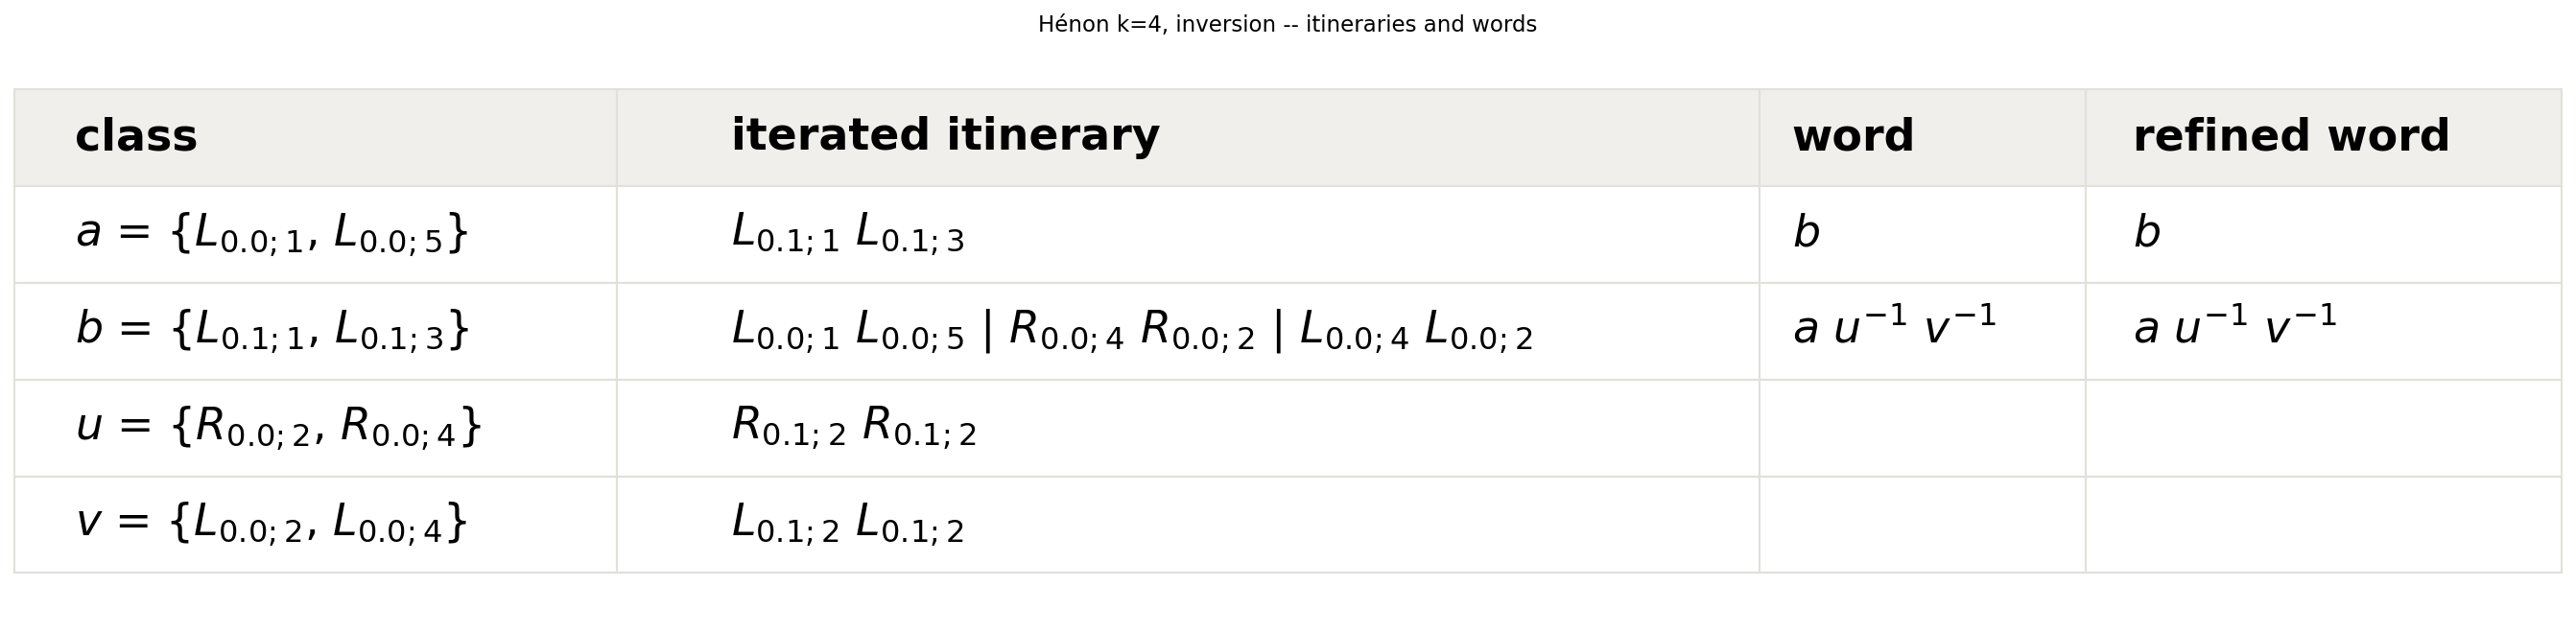 Hénon k=4, inversion -- itineraries and words
class iterated itinerary word refined word
a = {L₀.₀;₁, L₀.₀;₅} L₀.₁;₁ L₀.₁;₃ b b
b = {L₀.₁;₁, L₀.₁;₃} L₀.₀;₁ L₀.₀;₅ | R₀.₀;₄ R₀.₀;₂ | L₀.₀;₄ L₀.₀;₂ a u⁻¹ v⁻¹ a u⁻¹ v⁻¹
u = {R₀.₀;₂, R₀.₀;₄} R₀.₁;₂ R₀.₁;₂
v = {L₀.₀;₂, L₀.₀;₄} L₀.₁;₂ L₀.₁;₂